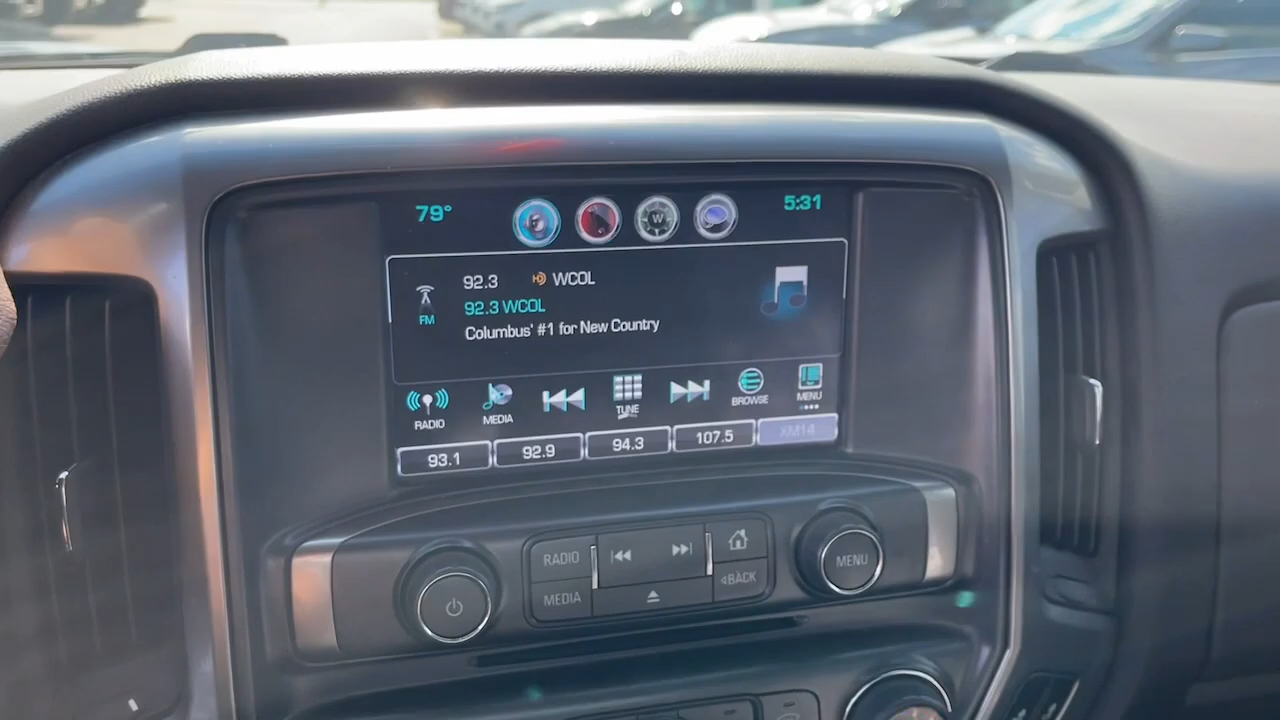 79°
W
5:31
92.3 HD WCOL
FM
92.3 WCOL
Columbus' #1 for New Country
RADIO
MEDIA
TUNE
BROWSE
MENU
93.1
92.9
94.3
107.5
XM14
RADIO
MEDIA
BACK
MENU